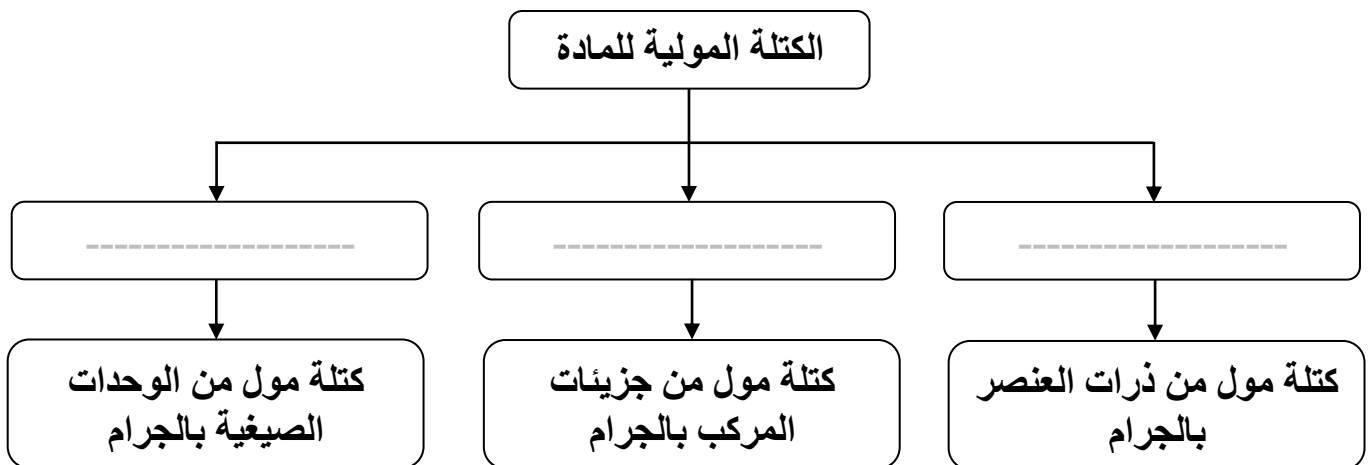 الكتلة المولية للمادة
-------------------
-------------------
-------------------
كتلة مول من ذرات العنصر
بالجرام
كتلة مول من جزيئات
المركب بالجرام
كتلة مول من الوحدات
الصيغية بالجرام